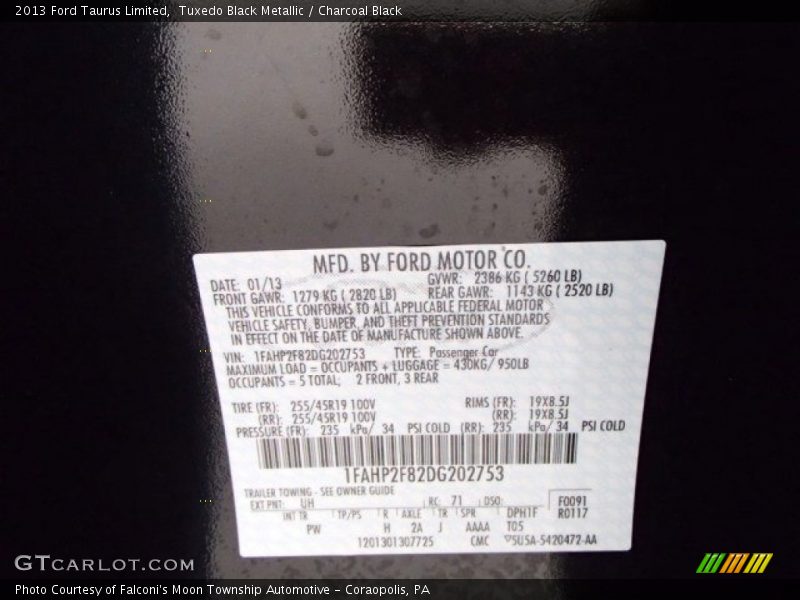 2013 Ford Taurus Limited, Tuxedo Black Metallic / Charcoal Black
MFD. BY FORD MOTOR CO.
DATE: 01/13 GVWR: 2386 KG ( 5260 LB)
FRONT GAWR: 1279 KG ( 2820 LB) REAR GAWR: 1143 KG ( 2520 LB)
THIS VEHICLE CONFORMS TO ALL APPLICABLE FEDERAL MOTOR
VEHICLE SAFETY, BUMPER, AND THEFT PREVENTION STANDARDS
IN EFFECT ON THE DATE OF MANUFACTURE SHOWN ABOVE.
VIN: 1FAHP2F82DG202753 TYPE: Passenger Car
MAXIMUM LOAD = OCCUPANTS + LUGGAGE = 430KG/ 950LB
OCCUPANTS = 5 TOTAL; 2 FRONT, 3 REAR
TIRE (FR): 255/45R19 100V RIMS (FR): 19X8.5J
(RR): 255/45R19 100V (RR): 19X8.5J
PRESSURE (FR): 235 kPa/ 34 PSI COLD (RR): 235 kPa/ 34 PSI COLD
1FAHP2F82DG202753
TRAILER TOWING - SEE OWNER GUIDE
EXT PNT: UH RC: 71 DSO: F0091
INT TR TP/PS R AXLE TR SPR DPH1F R0117
PW H 2A J AAAA T05
1201301307725 CMC 5U5A-5420472-AA
GTCARLOT.COM
Photo Courtesy of Falconi's Moon Township Automotive - Coraopolis, PA